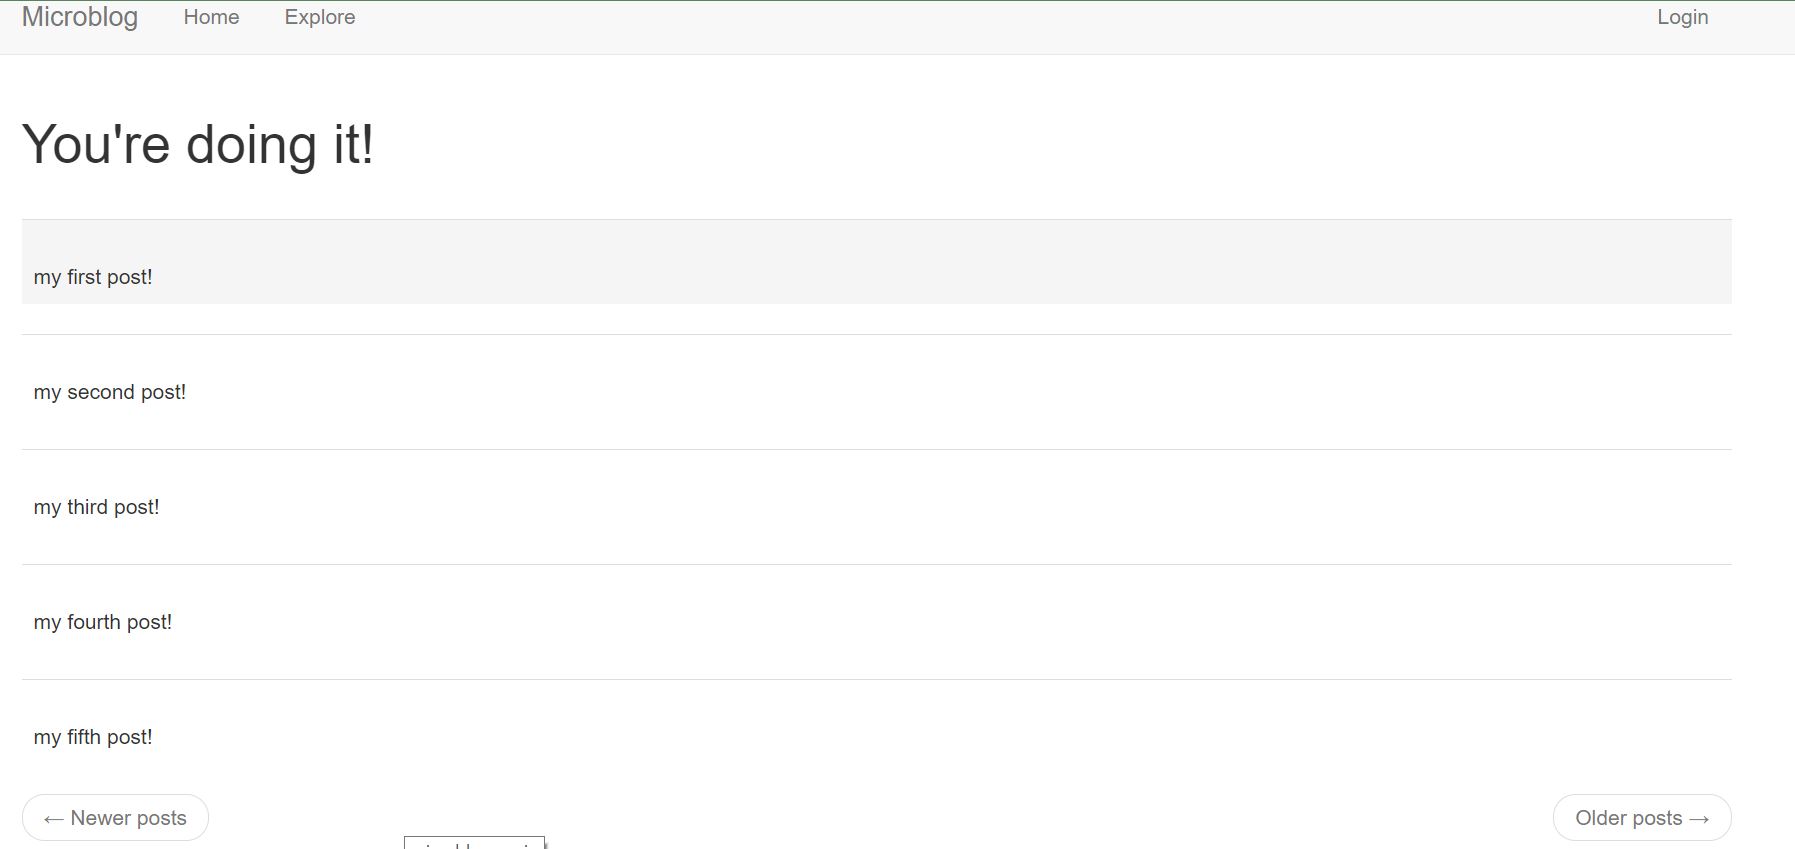 Microblog Home Explore Login
You're doing it!
my first post!
my second post!
my third post!
my fourth post!
my fifth post!
← Newer posts Older posts →